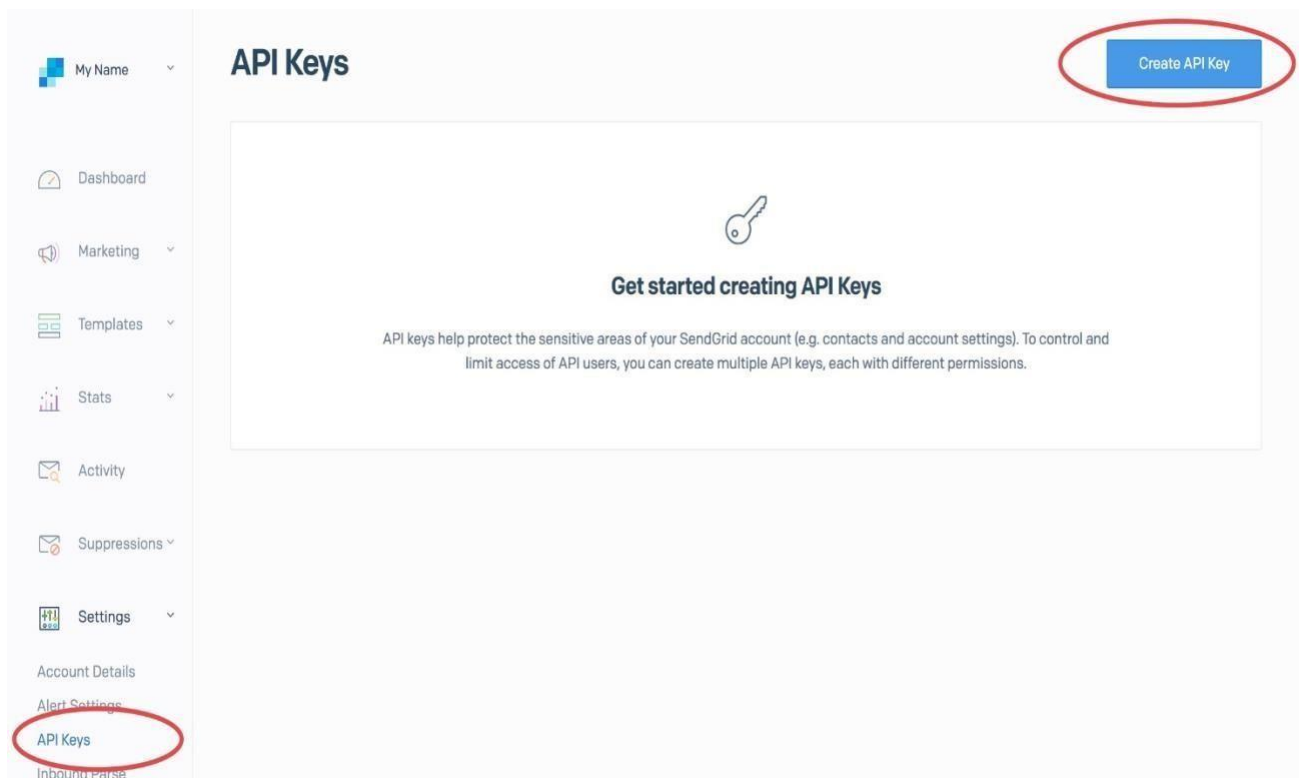 My Name
API Keys
Create API Key
Dashboard
Marketing
Templates
Stats
Activity
Suppressions
Settings
Account Details
Alert Settings
API Keys
Inbound Parse
Get started creating API Keys
API keys help protect the sensitive areas of your SendGrid account (e.g. contacts and account settings). To control and
limit access of API users, you can create multiple API keys, each with different permissions.